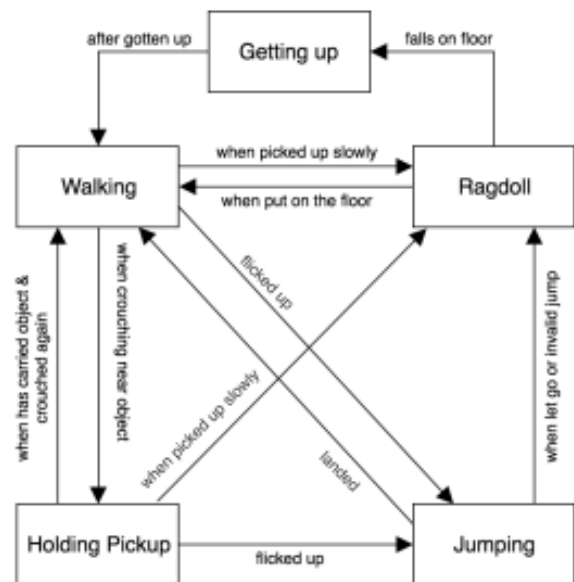 after gotten up
Getting up
falls on floor
Walking
when picked up slowly
when put on the floor
Ragdoll
when has carried object &
crouched again
when crouching near object
flicked up
when picked up slowly
landed
when let go or invalid jump
Holding Pickup
flicked up
Jumping